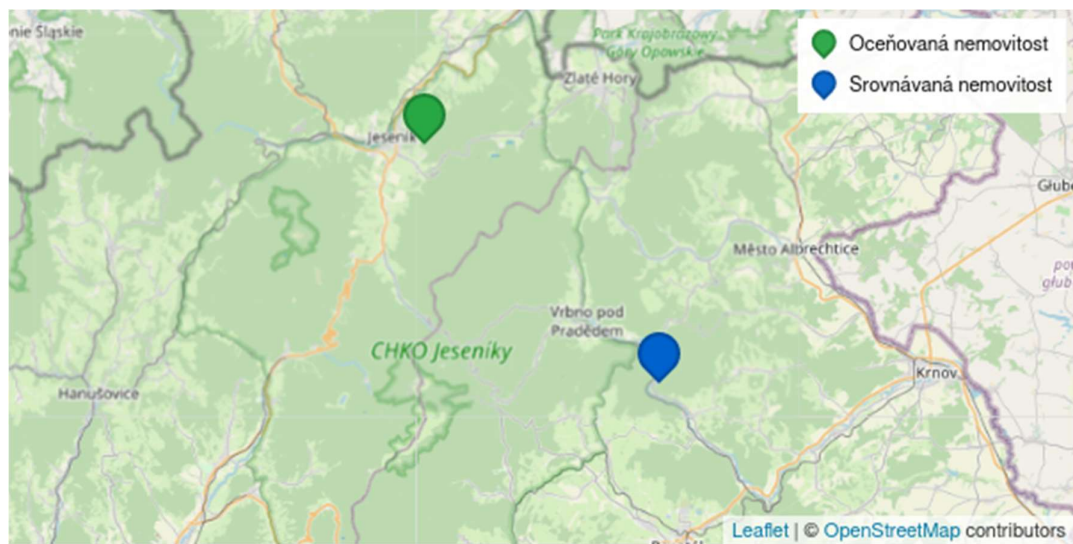 Park Krajobrazowy
Góry Opawskie
Zlaté Hory
Oceňovaná nemovitost
Srovnávaná nemovitost
Jeseník
Město Albrechtice
Vrbno pod
Pradědem
CHKO Jeseníky
Krnov
Hanušovice
Leaflet | © OpenStreetMap contributors